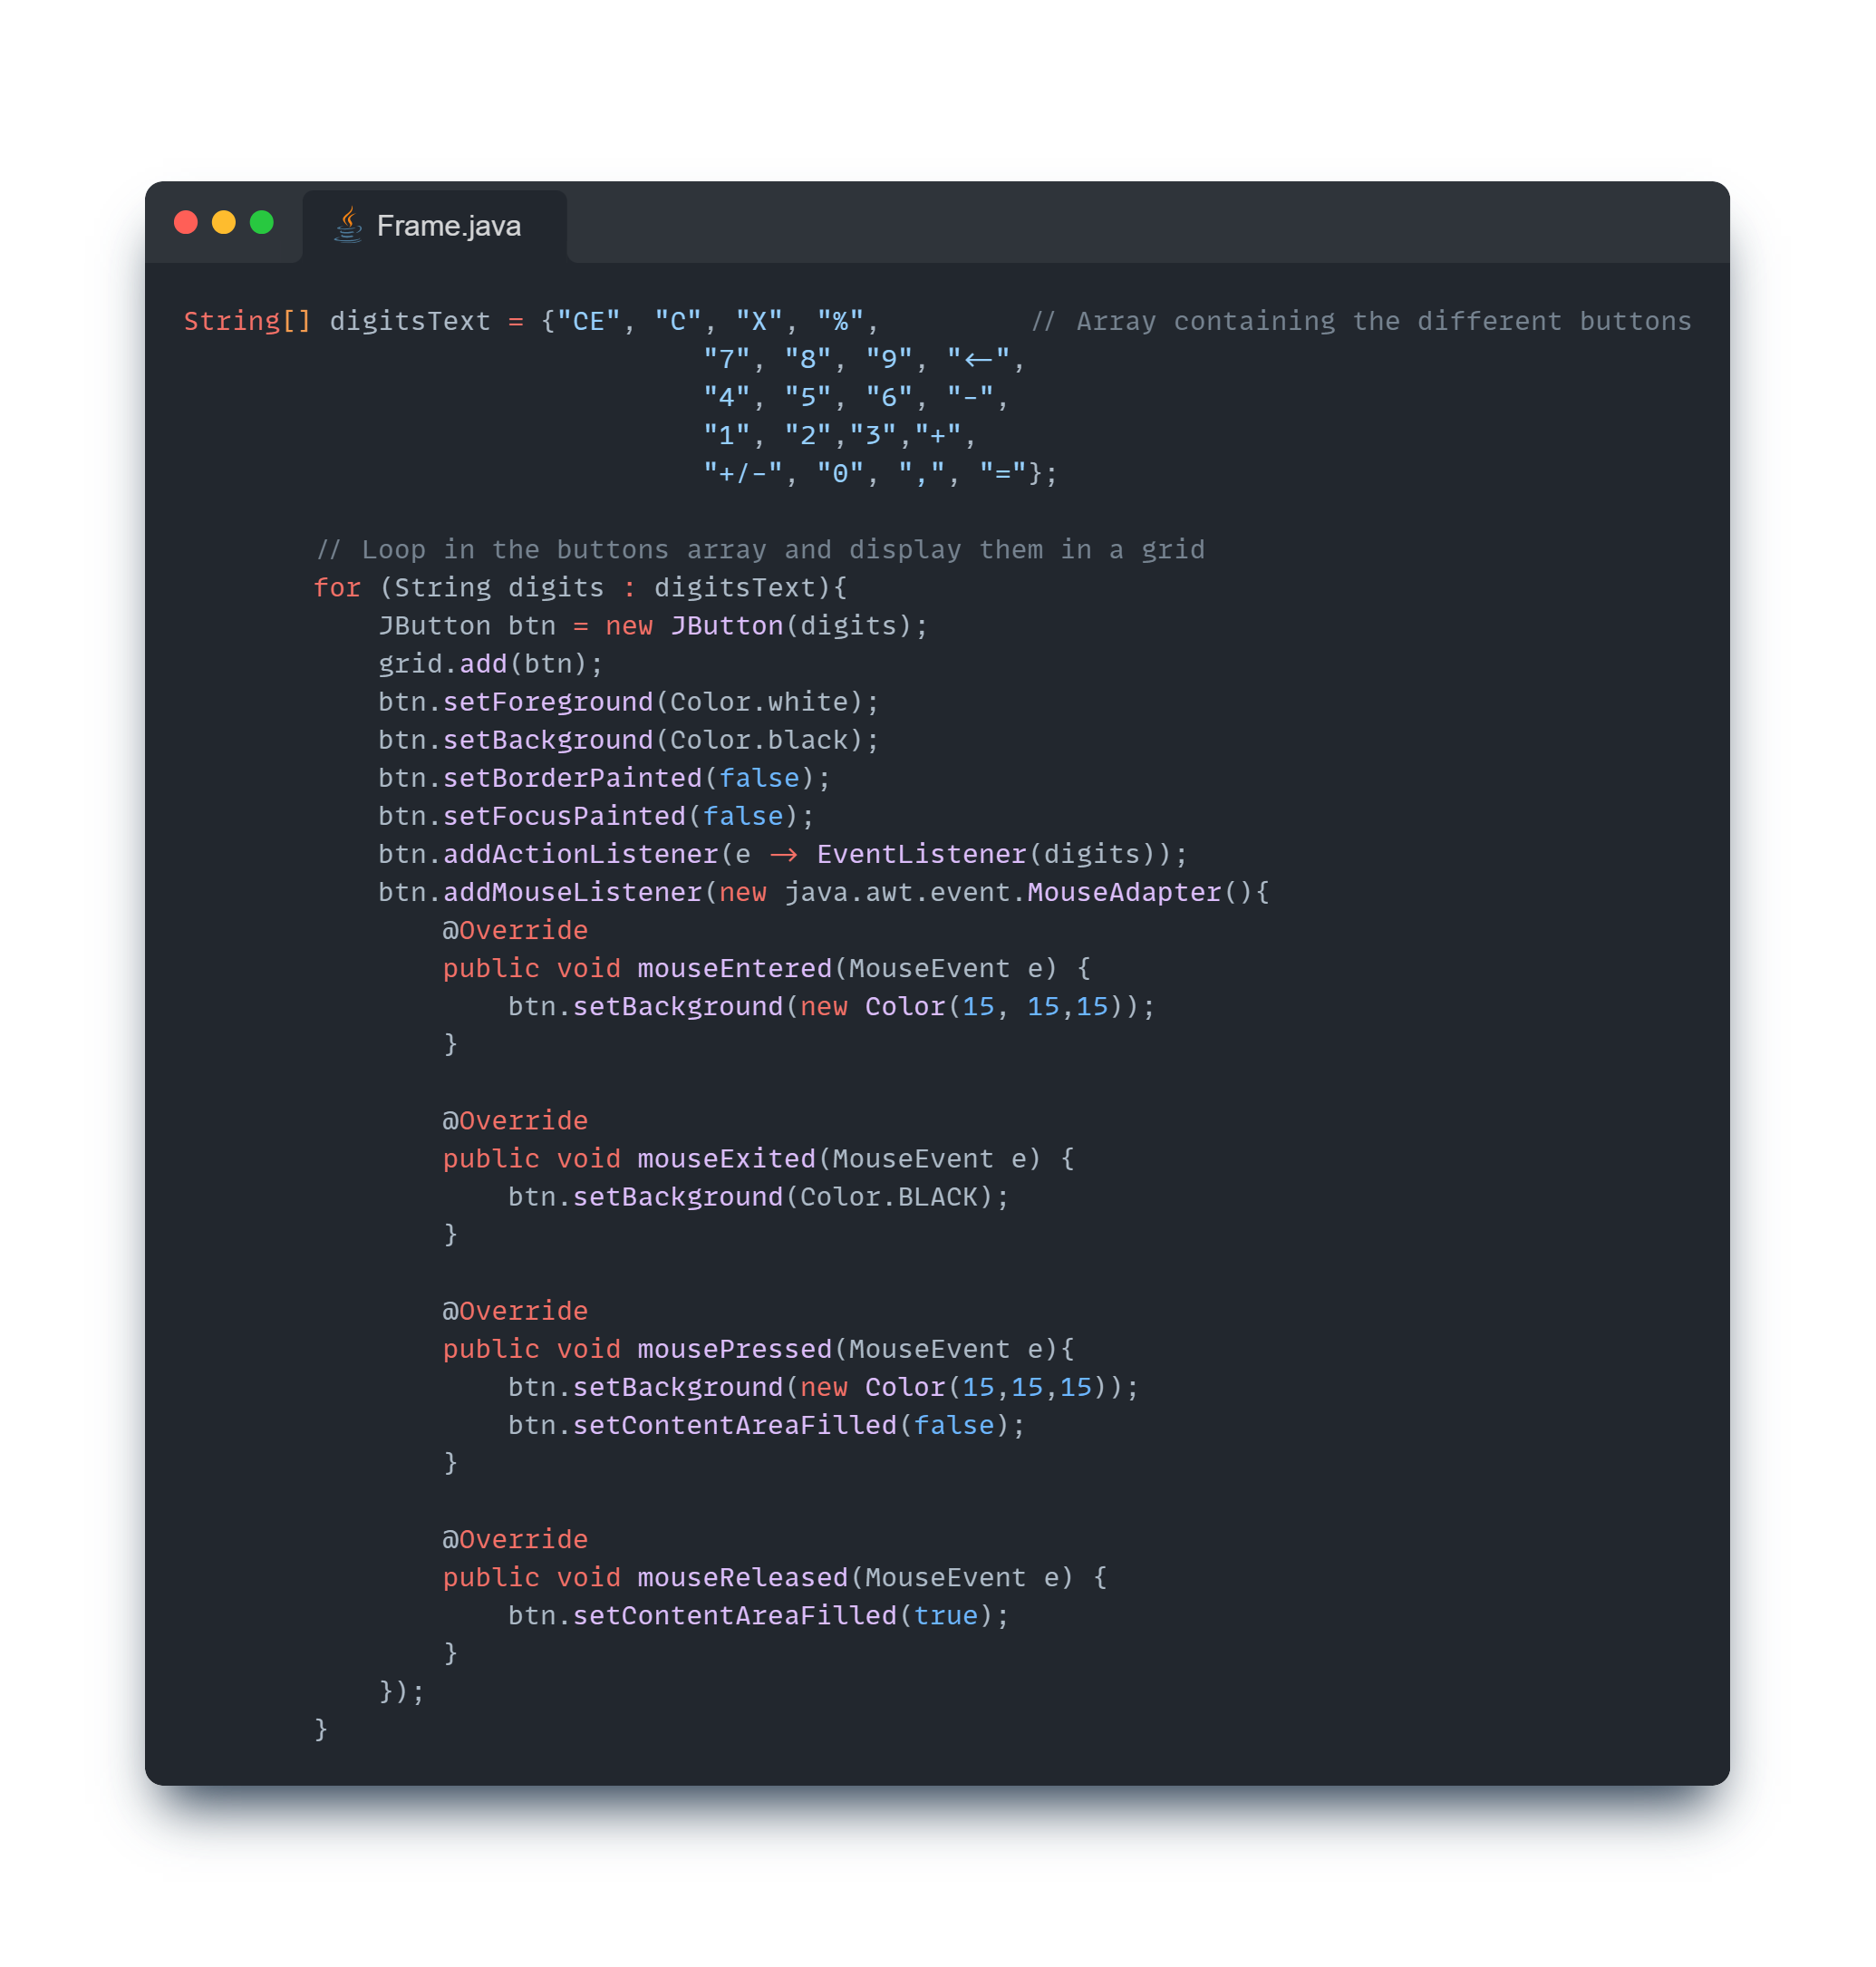 Frame.java
String[] digitsText = {"CE", "C", "X", "%",          // Array containing the different buttons
                                "7", "8", "9", "<-",
                                "4", "5", "6", "-",
                                "1", "2","3","+",
                                "+/-", "0", ",", "="};
        // Loop in the buttons array and display them in a grid
        for (String digits : digitsText){
            JButton btn = new JButton(digits);
            grid.add(btn);
            btn.setForeground(Color.white);
            btn.setBackground(Color.black);
            btn.setBorderPainted(false);
            btn.setFocusPainted(false);
            btn.addActionListener(e -> EventListener(digits));
            btn.addMouseListener(new java.awt.event.MouseAdapter(){
                @Override
                public void mouseEntered(MouseEvent e) {
                    btn.setBackground(new Color(15, 15,15));
                }
                @Override
                public void mouseExited(MouseEvent e) {
                    btn.setBackground(Color.BLACK);
                }
                @Override
                public void mousePressed(MouseEvent e){
                    btn.setBackground(new Color(15,15,15));
                    btn.setContentAreaFilled(false);
                }
                @Override
                public void mouseReleased(MouseEvent e) {
                    btn.setContentAreaFilled(true);
                }
            });
        }